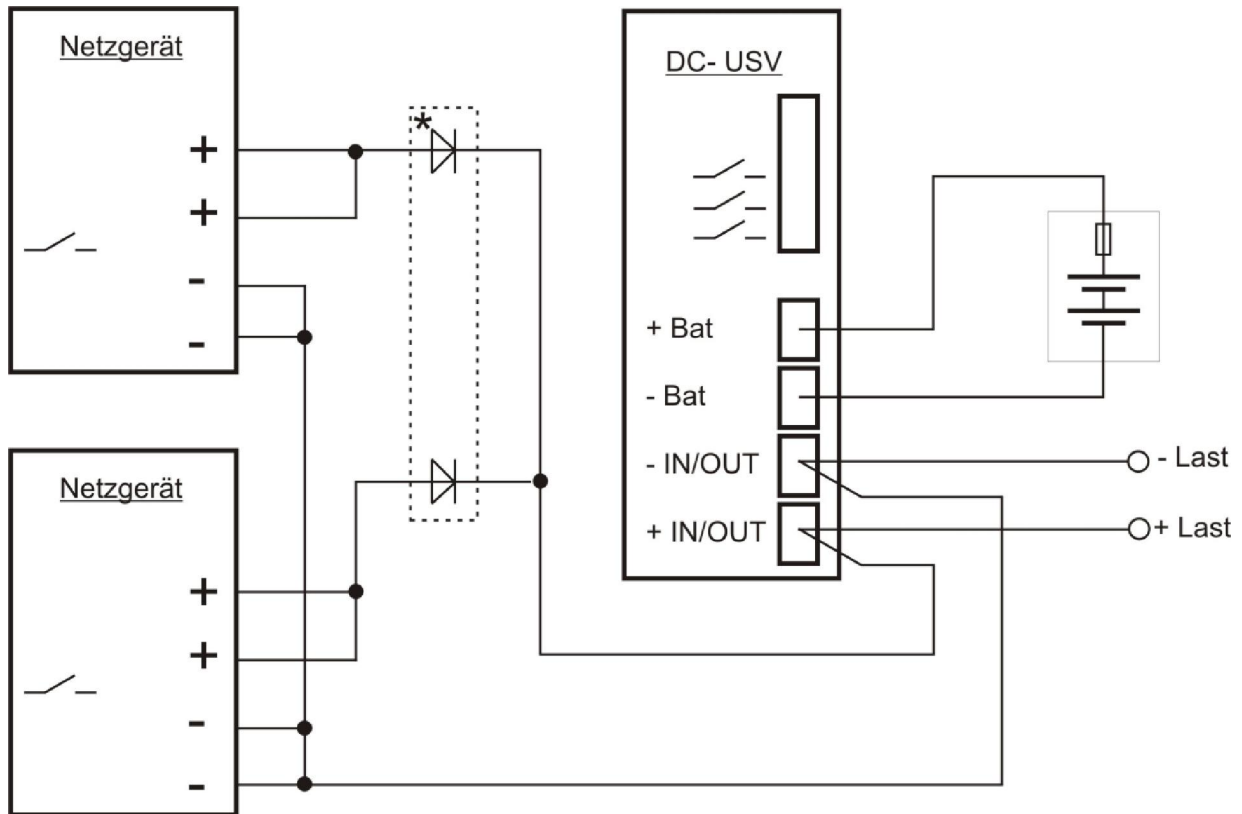 Netzgerät
+
+
-
-
*
Netzgerät
+
+
-
-
DC- USV
+ Bat
- Bat
- IN/OUT
+ IN/OUT
- Last
+ Last